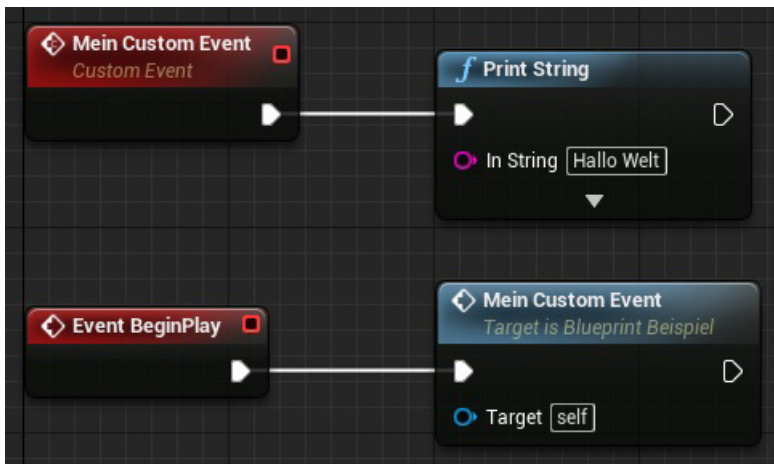 Mein Custom Event
Custom Event
f Print String
In String Hallo Welt
Event BeginPlay
Mein Custom Event
Target is Blueprint Beispiel
Target self